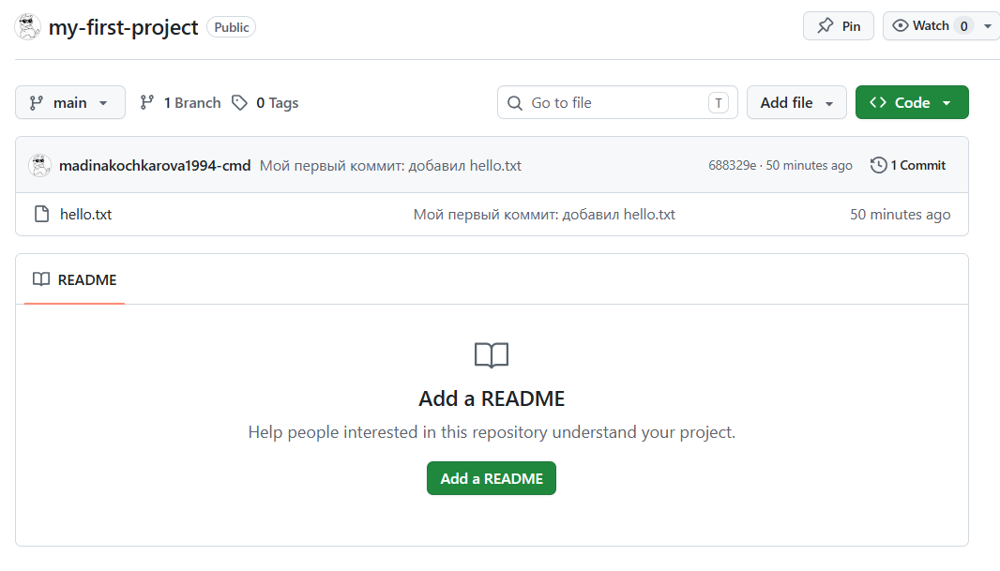 my-first-project Public Pin Watch 0
main 1 Branch 0 Tags Go to file T Add file Code
madinakochkarova1994-cmd Мой первый коммит: добавил hello.txt 688329e · 50 minutes ago 1 Commit
hello.txt Мой первый коммит: добавил hello.txt 50 minutes ago
README
Add a README
Help people interested in this repository understand your project.
Add a README